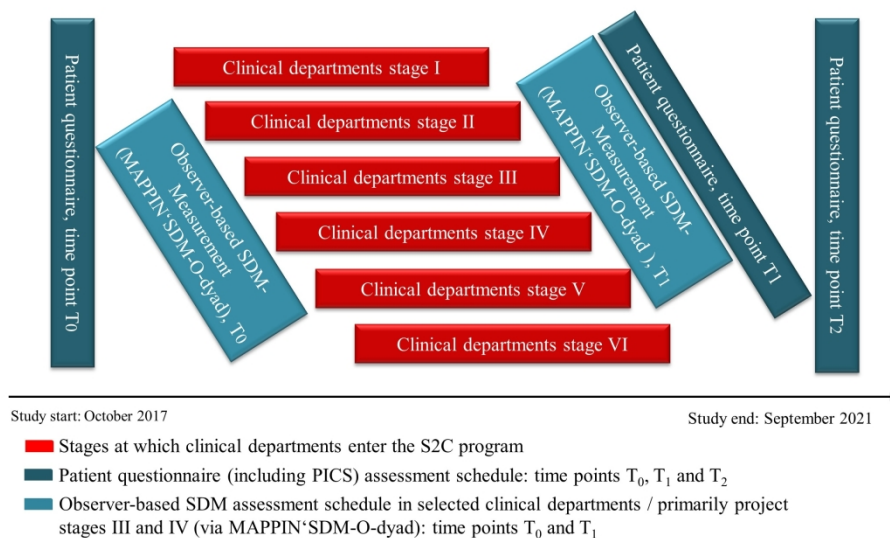 Patient questionnaire, time point T0
Observer-based SDM-
Measurement
(MAPPIN‘SDM-O-dyad), T0
Clinical departments stage I
Clinical departments stage II
Clinical departments stage III
Clinical departments stage IV
Clinical departments stage V
Clinical departments stage VI
Observer-based SDM-
Measurement
(MAPPIN‘SDM-O-dyad ), T1
Patient questionnaire, time point T1
Patient questionnaire, time point T2
Study start: October 2017
Study end: September 2021
Stages at which clinical departments enter the S2C program
Patient questionnaire (including PICS) assessment schedule: time points T₀, T₁ and T₂
Observer-based SDM assessment schedule in selected clinical departments / primarily project
stages III and IV (via MAPPIN‘SDM-O-dyad): time points T₀ and T₁